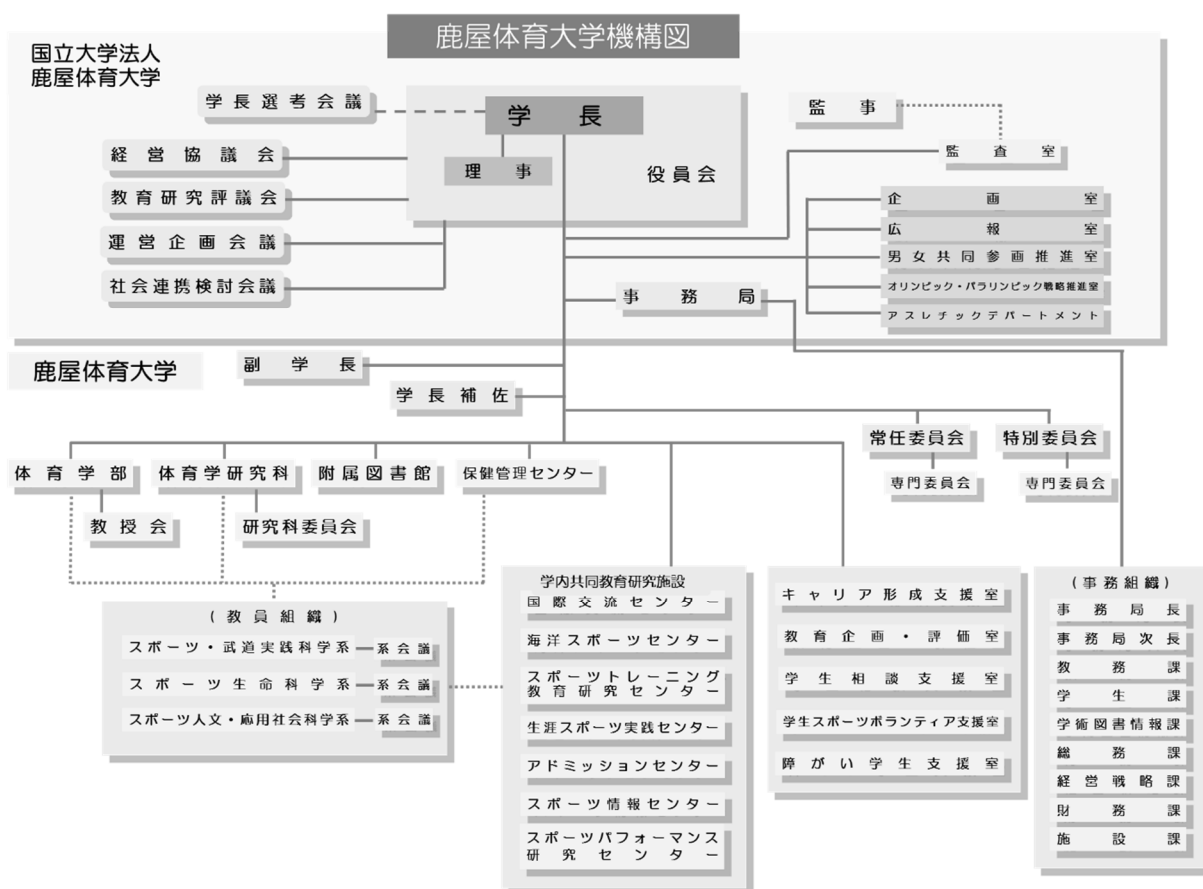 鹿屋体育大学機構図
国立大学法人
鹿屋体育大学
学長選考会議
学長
監事
経営協議会
理事
役員会
監査室
教育研究評議会
企画室
運営企画会議
広報室
男女共同参画推進室
社会連携検討会議
オリンピック・パラリンピック戦略推進室
事務局
アスレチックデパートメント
鹿屋体育大学
副学長
学長補佐
常任委員会
特別委員会
専門委員会
専門委員会
体育学部
体育学研究科
附属図書館
保健管理センター
教授会
研究科委員会
(教員組織)
スポーツ・武道実践科学系
系会議
スポーツ生命科学系
系会議
スポーツ人文・応用社会科学系
系会議
学内共同教育研究施設
国際交流センター
海洋スポーツセンター
スポーツトレーニング
教育研究センター
生涯スポーツ実践センター
アドミッションセンター
スポーツ情報センター
スポーツパフォーマンス
研究センター
キャリア形成支援室
教育企画・評価室
学生相談支援室
学生スポーツボランティア支援室
障がい学生支援室
(事務組織)
事務局長
事務局次長
教務課
学生課
学術図書情報課
総務課
経営戦略課
財務課
施設課